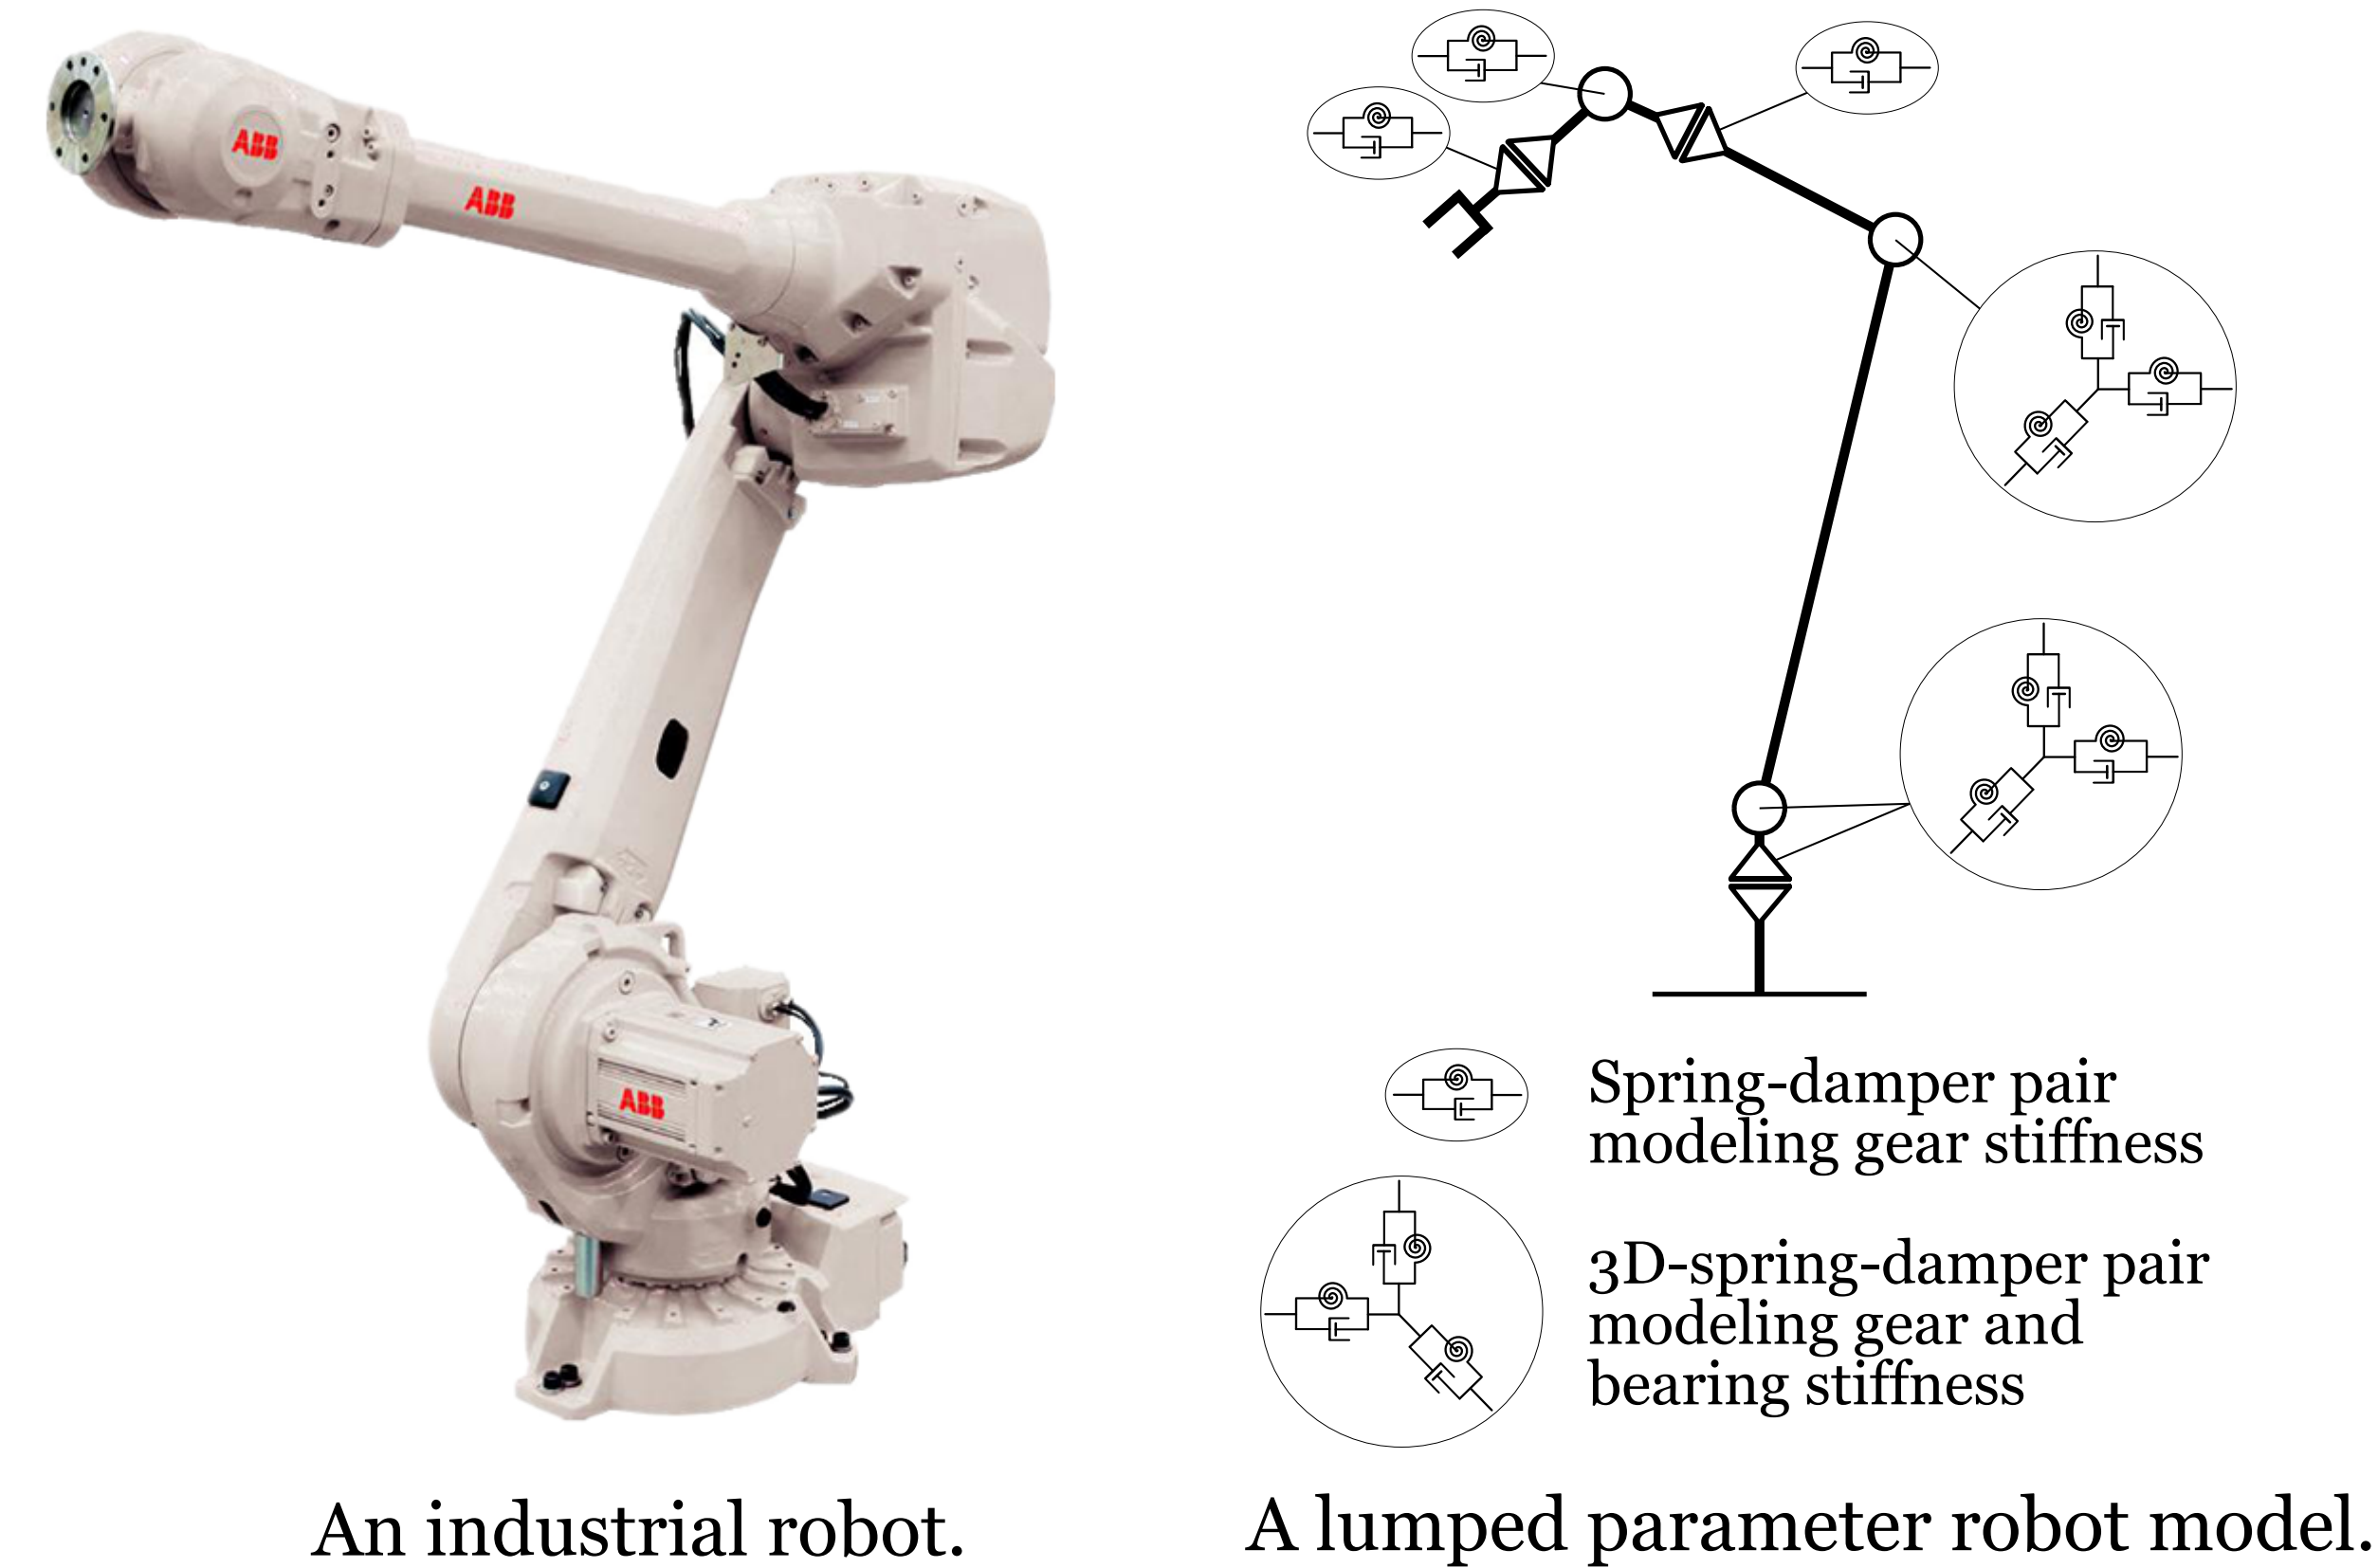 ABB
ABB
ABB
Spring-damper pair
modeling gear stiffness
3D-spring-damper pair
modeling gear and
bearing stiffness
An industrial robot.
A lumped parameter robot model.